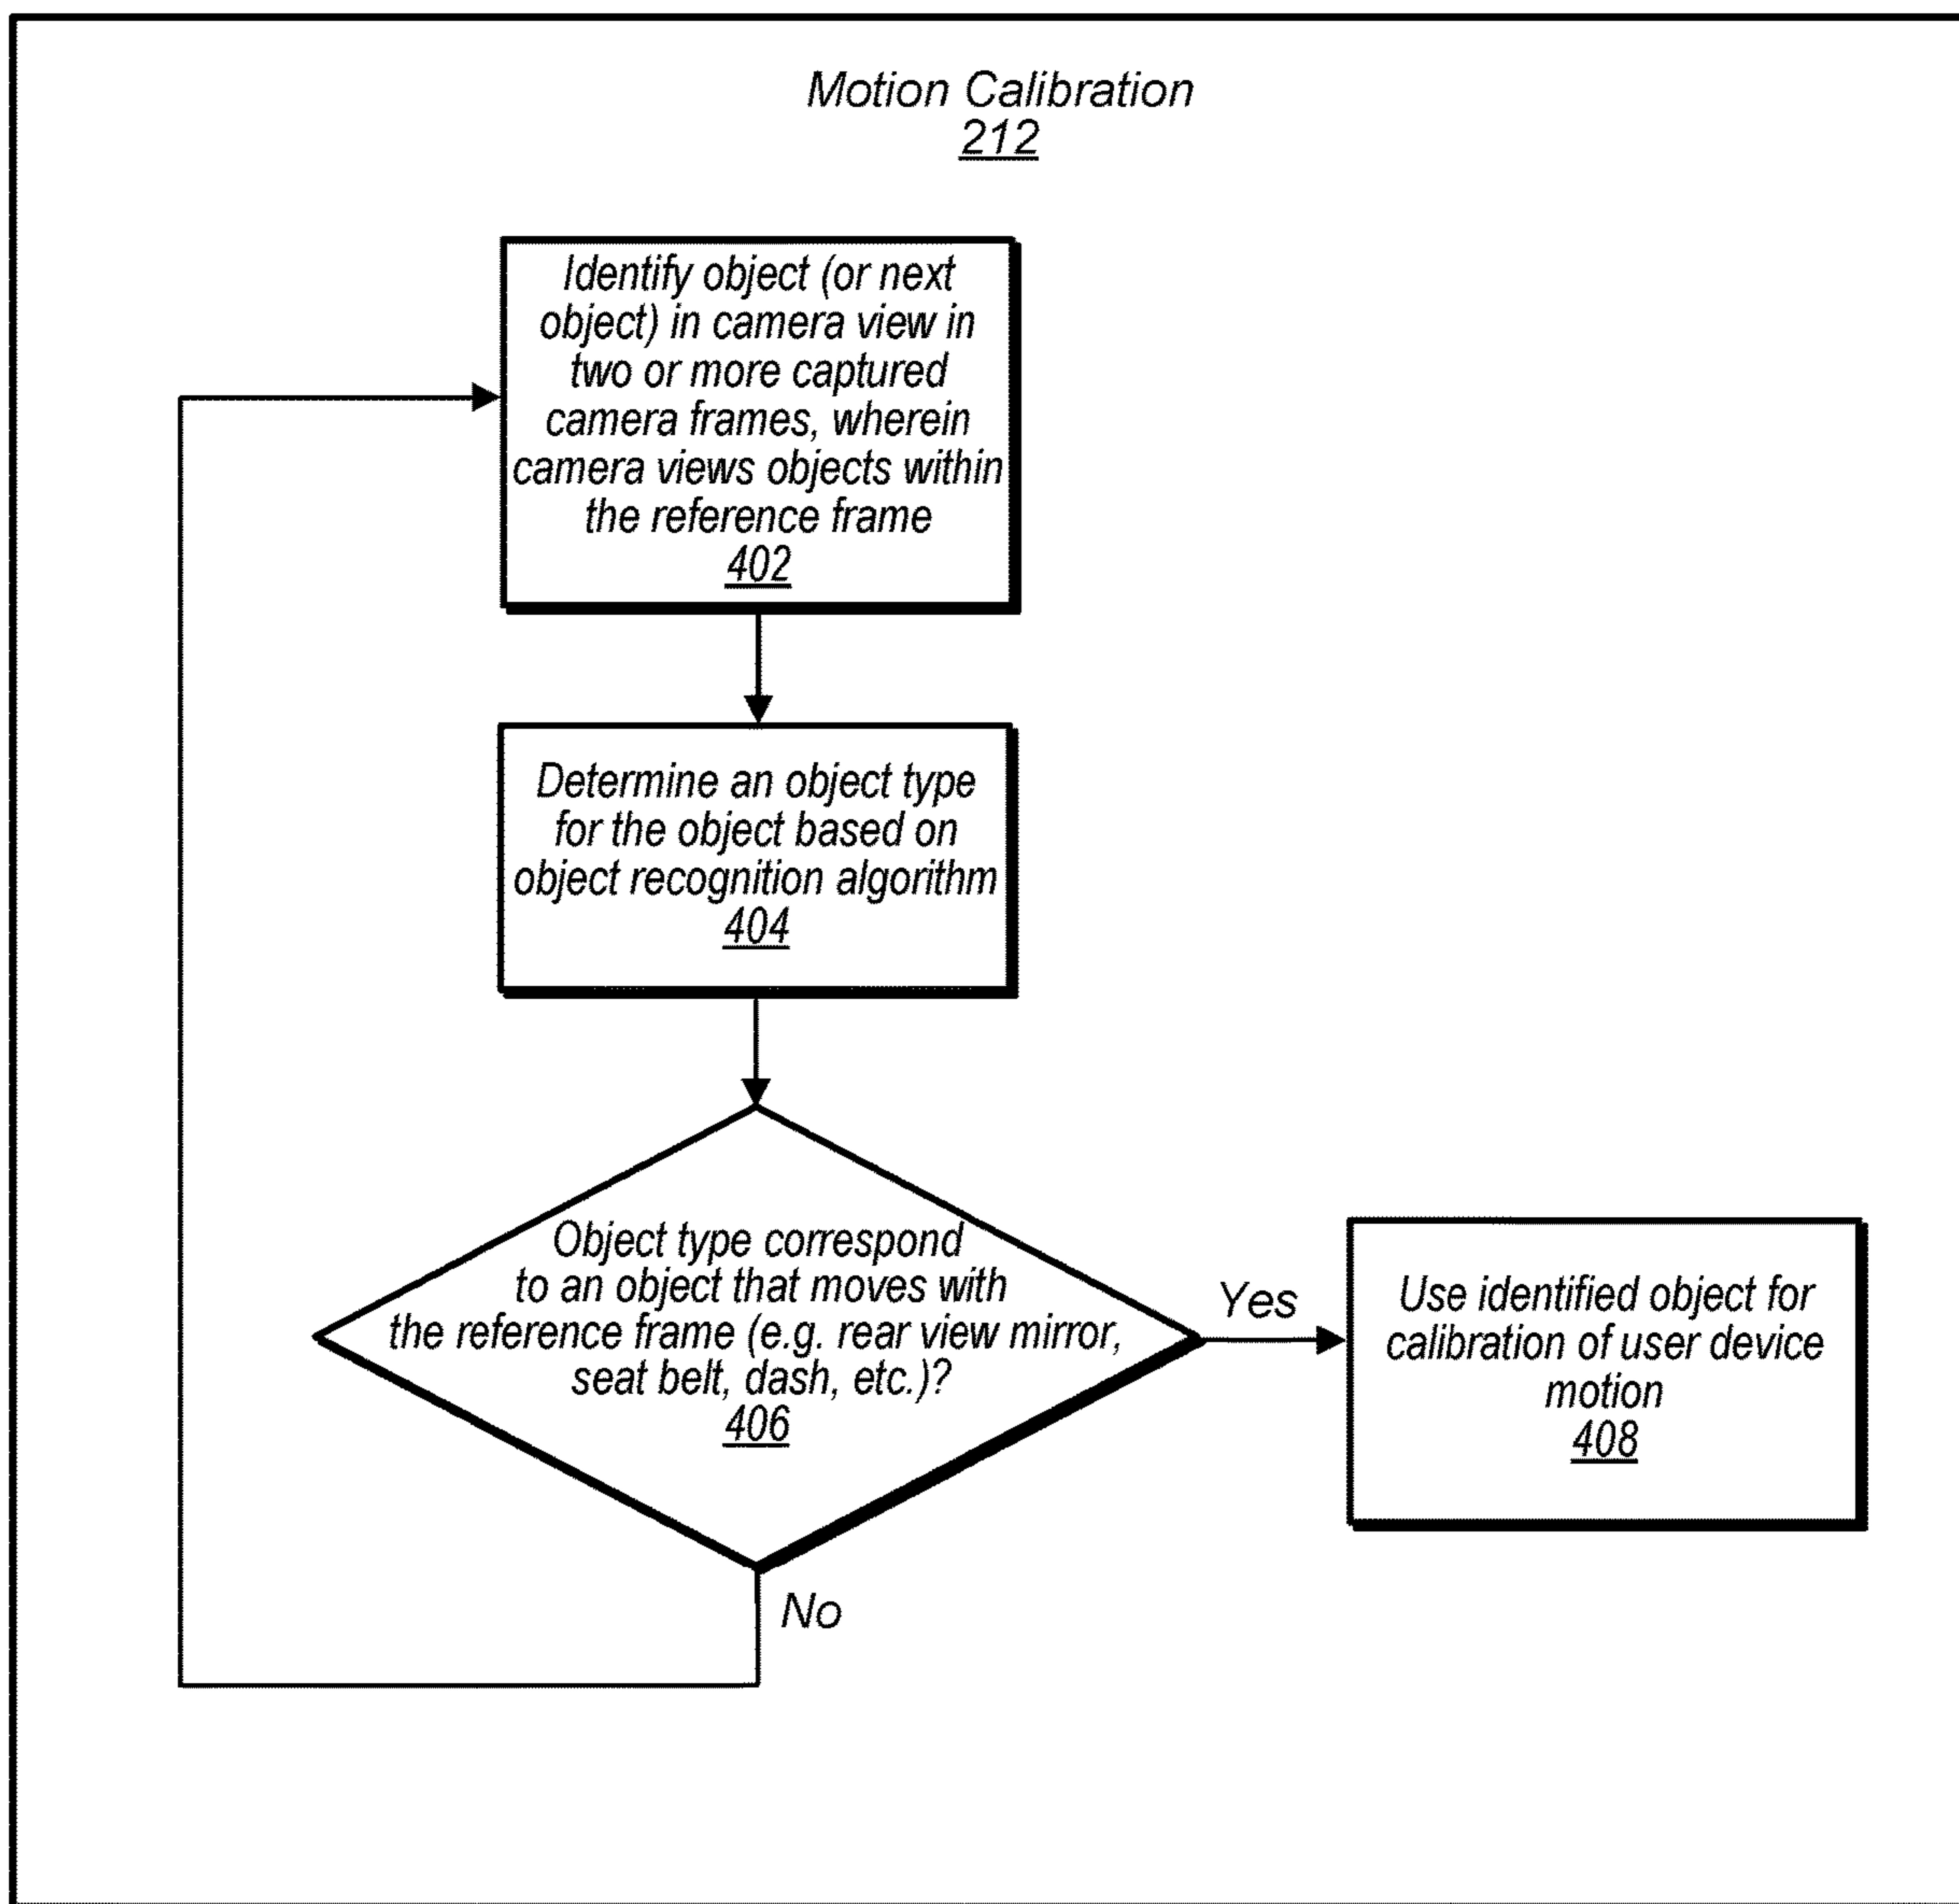 Motion Calibration
212
Identify object (or next
object) in camera view in
two or more captured
camera frames, wherein
camera views objects within
the reference frame
402
Determine an object type
for the object based on
object recognition algorithm
404
Object type correspond
to an object that moves with
the reference frame (e.g. rear view mirror,
seat belt, dash, etc.)?
406
Yes
Use identified object for
calibration of user device
motion
408
No